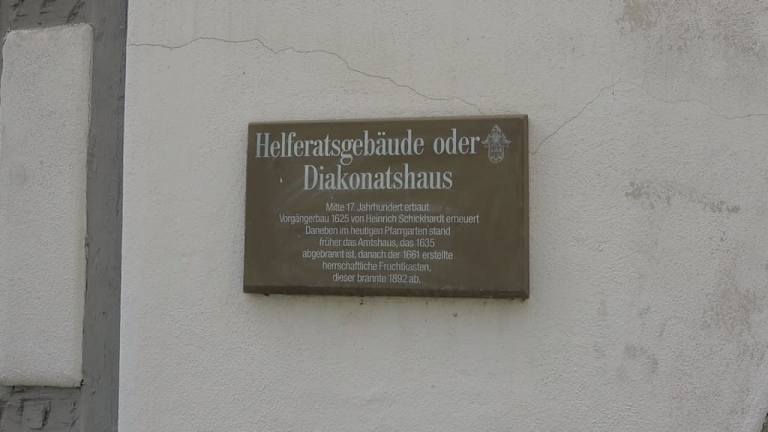 Helferatsgebäude oder
Diakonatshaus
Mitte 17. Jahrhundert erbaut
Vorgängerbau 1625 von Heinrich Schickhardt erneuert
Daneben im heutigen Pfarrgarten stand
früher das Amtshaus, das 1635
abgebrannt ist, danach der 1661 erstellte
herrschaftliche Fruchtkasten,
dieser brannte 1892 ab.